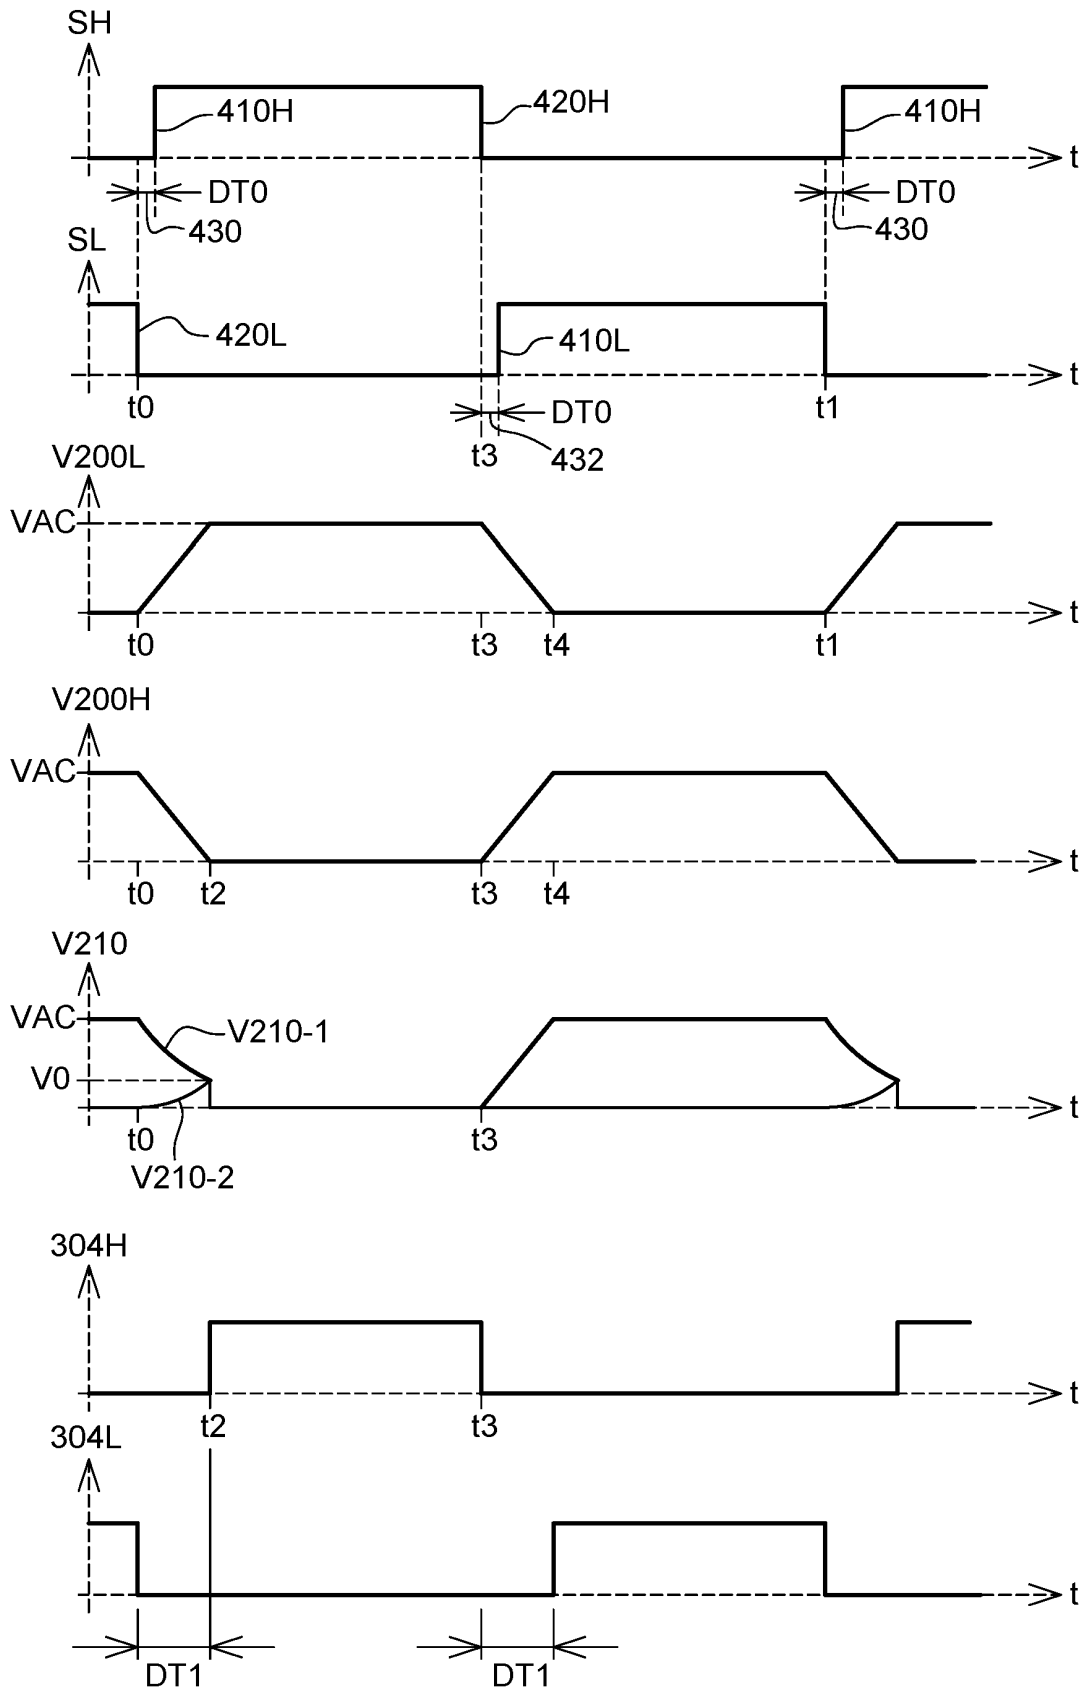 SH
410H
420H
410H
t
DT0
DT0
430
430
SL
420L
410L
t
t0
DT0
t1
t3
432
V200L
VAC
t
t0
t3
t4
t1
V200H
VAC
t
t0
t2
t3
t4
V210
VAC
V210-1
V0
t
t0
t3
V210-2
304H
t
t2
t3
304L
t
DT1
DT1